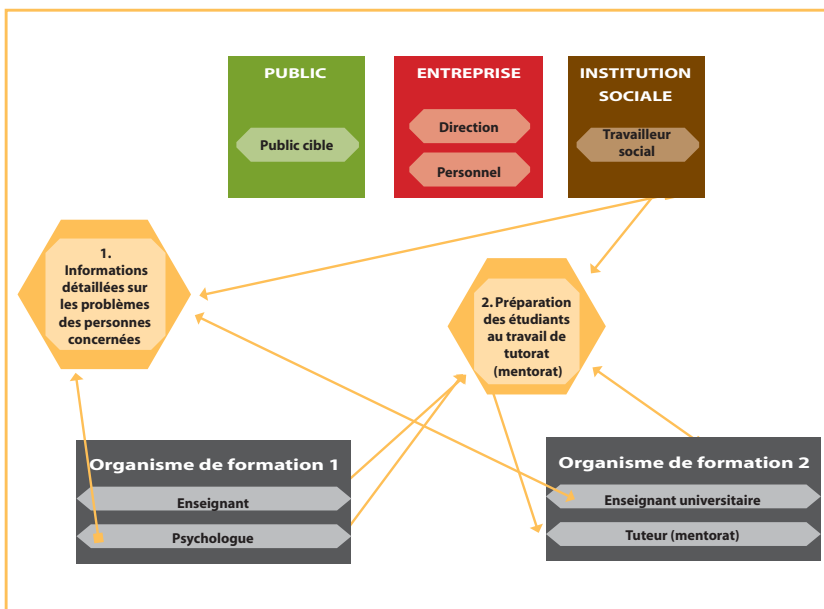 PUBLIC
Public cible
ENTREPRISE
Direction
Personnel
INSTITUTION
SOCIALE
Travailleur
social
1.
Informations
détaillées sur
les problèmes
des personnes
concernées
2. Préparation
des étudiants
au travail de
tutorat
(mentorat)
Organisme de formation 1
Enseignant
Psychologue
Organisme de formation 2
Enseignant universitaire
Tuteur (mentorat)